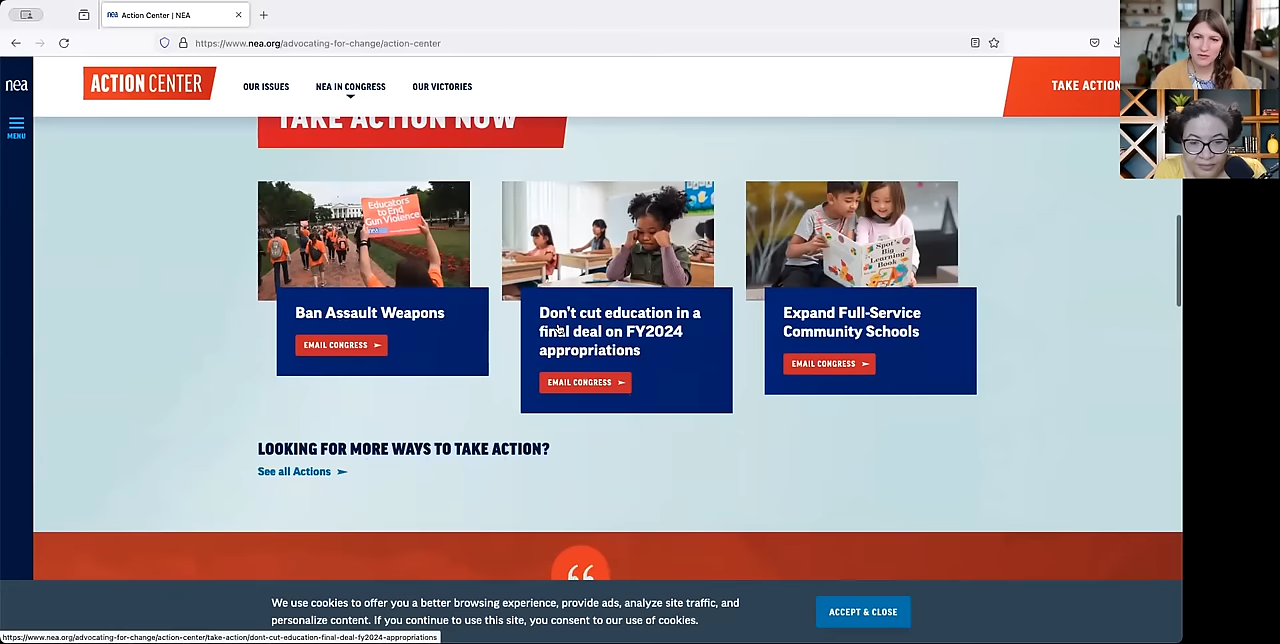 nea Action Center | NEA
https://www.nea.org/advocating-for-change/action-center
nea
MENU
ACTION CENTER
OUR ISSUES
NEA IN CONGRESS
OUR VICTORIES
TAKE ACTION
TAKE ACTION NOW
Educators
to End
Gun Violence
nea
Spot's
Big
Learning
Book
Ban Assault Weapons
EMAIL CONGRESS
Don't cut education in a
final deal on FY2024
appropriations
EMAIL CONGRESS
Expand Full-Service
Community Schools
EMAIL CONGRESS
LOOKING FOR MORE WAYS TO TAKE ACTION?
See all Actions
“
We use cookies to offer you a better browsing experience, provide ads, analyze site traffic, and
personalize content. If you continue to use this site, you consent to our use of cookies.
ACCEPT & CLOSE
https://www.nea.org/advocating-for-change/action-center/take-action/dont-cut-education-final-deal-fy2024-appropriations